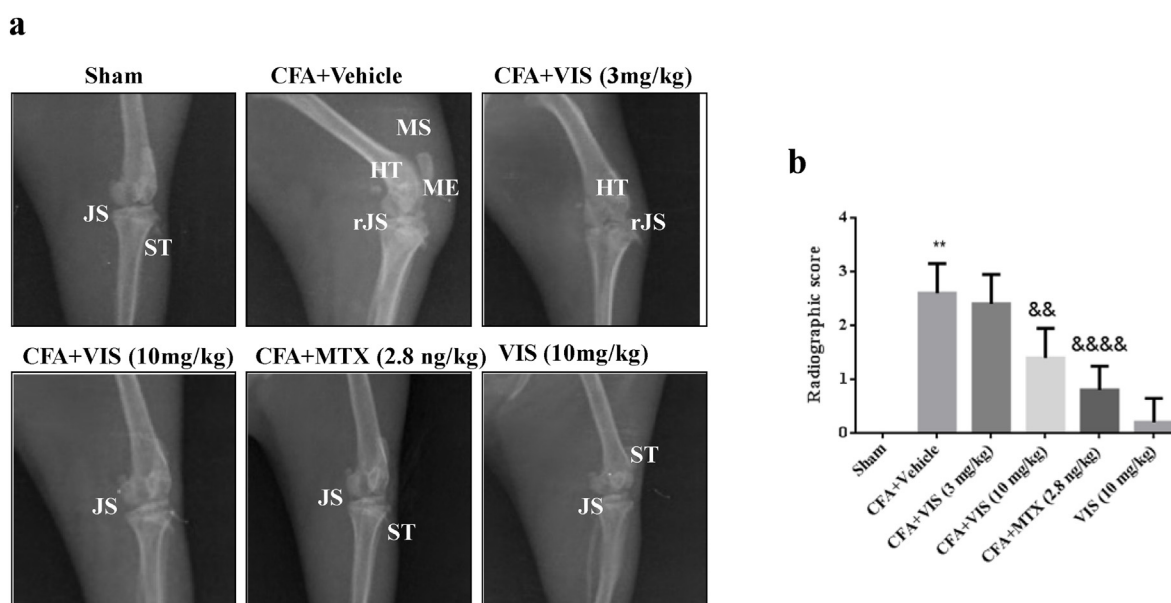 a
Sham
CFA+Vehicle
CFA+VIS (3mg/kg)
MS
HT
ME
JS
rJS
ST
HT
rJS
CFA+VIS (10mg/kg)
CFA+MTX (2.8 ng/kg)
VIS (10mg/kg)
ST
JS
JS
JS
ST
b
Radiographic score
4
3
2
1
0
**
&&
&&&&
Sham
CFA+Vehicle
CFA+VIS (3 mg/kg)
CFA+VIS (10 mg/kg)
CFA+MTX (2.8 ng/kg)
VIS (10 mg/kg)